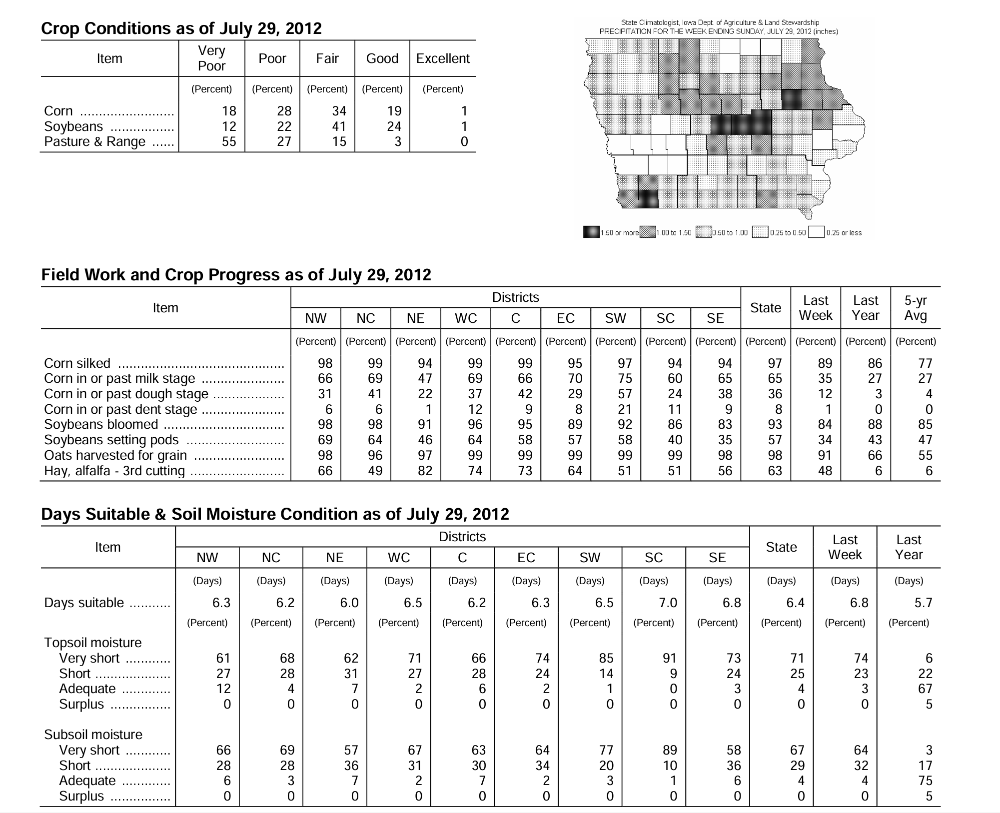 Crop Conditions as of July 29, 2012
Item Very Poor Poor Fair Good Excellent
(Percent) (Percent) (Percent) (Percent) (Percent)
Corn ........................ 18 28 34 19 1
Soybeans ................. 12 22 41 24 1
Pasture & Range ...... 55 27 15 3 0
State Climatologist, Iowa Dept. of Agriculture & Land Stewardship
PRECIPITATION FOR THE WEEK ENDING SUNDAY, JULY 29, 2012 (inches)
1.50 or more 1.00 to 1.50 0.50 to 1.00 0.25 to 0.50 0.25 or less
Field Work and Crop Progress as of July 29, 2012
Item Districts State Last Week Last Year 5-yr Avg
NW NC NE WC C EC SW SC SE
(Percent) (Percent) (Percent) (Percent) (Percent) (Percent) (Percent) (Percent) (Percent) (Percent) (Percent) (Percent) (Percent)
Corn silked ............................................ 98 99 94 99 99 95 97 94 94 97 89 86 77
Corn in or past milk stage ...................... 66 69 47 69 66 70 75 60 65 65 35 27 27
Corn in or past dough stage ................... 31 41 22 37 42 29 57 24 38 36 12 3 4
Corn in or past dent stage ...................... 6 6 1 12 9 8 21 11 9 8 1 0 0
Soybeans bloomed ................................ 98 98 91 96 95 89 92 86 83 93 84 88 85
Soybeans setting pods .......................... 69 64 46 64 58 57 58 40 35 57 34 43 47
Oats harvested for grain ........................ 98 96 97 99 99 99 99 99 98 98 91 66 55
Hay, alfalfa - 3rd cutting ......................... 66 49 82 74 73 64 51 51 56 63 48 6 6
Days Suitable & Soil Moisture Condition as of July 29, 2012
Item Districts State Last Week Last Year
NW NC NE WC C EC SW SC SE
(Days) (Days) (Days) (Days) (Days) (Days) (Days) (Days) (Days) (Days) (Days) (Days)
Days suitable ........... 6.3 6.2 6.0 6.5 6.2 6.3 6.5 7.0 6.8 6.4 6.8 5.7
(Percent) (Percent) (Percent) (Percent) (Percent) (Percent) (Percent) (Percent) (Percent) (Percent) (Percent) (Percent)
Topsoil moisture
Very short ............ 61 68 62 71 66 74 85 91 73 71 74 6
Short .................... 27 28 31 27 28 24 14 9 24 25 23 22
Adequate ............. 12 4 7 2 6 2 1 0 3 4 3 67
Surplus ................ 0 0 0 0 0 0 0 0 0 0 0 5
Subsoil moisture
Very short ............ 66 69 57 67 63 64 77 89 58 67 64 3
Short .................... 28 28 36 31 30 34 20 10 36 29 32 17
Adequate ............. 6 3 7 2 7 2 3 1 6 4 4 75
Surplus ................ 0 0 0 0 0 0 0 0 0 0 0 5